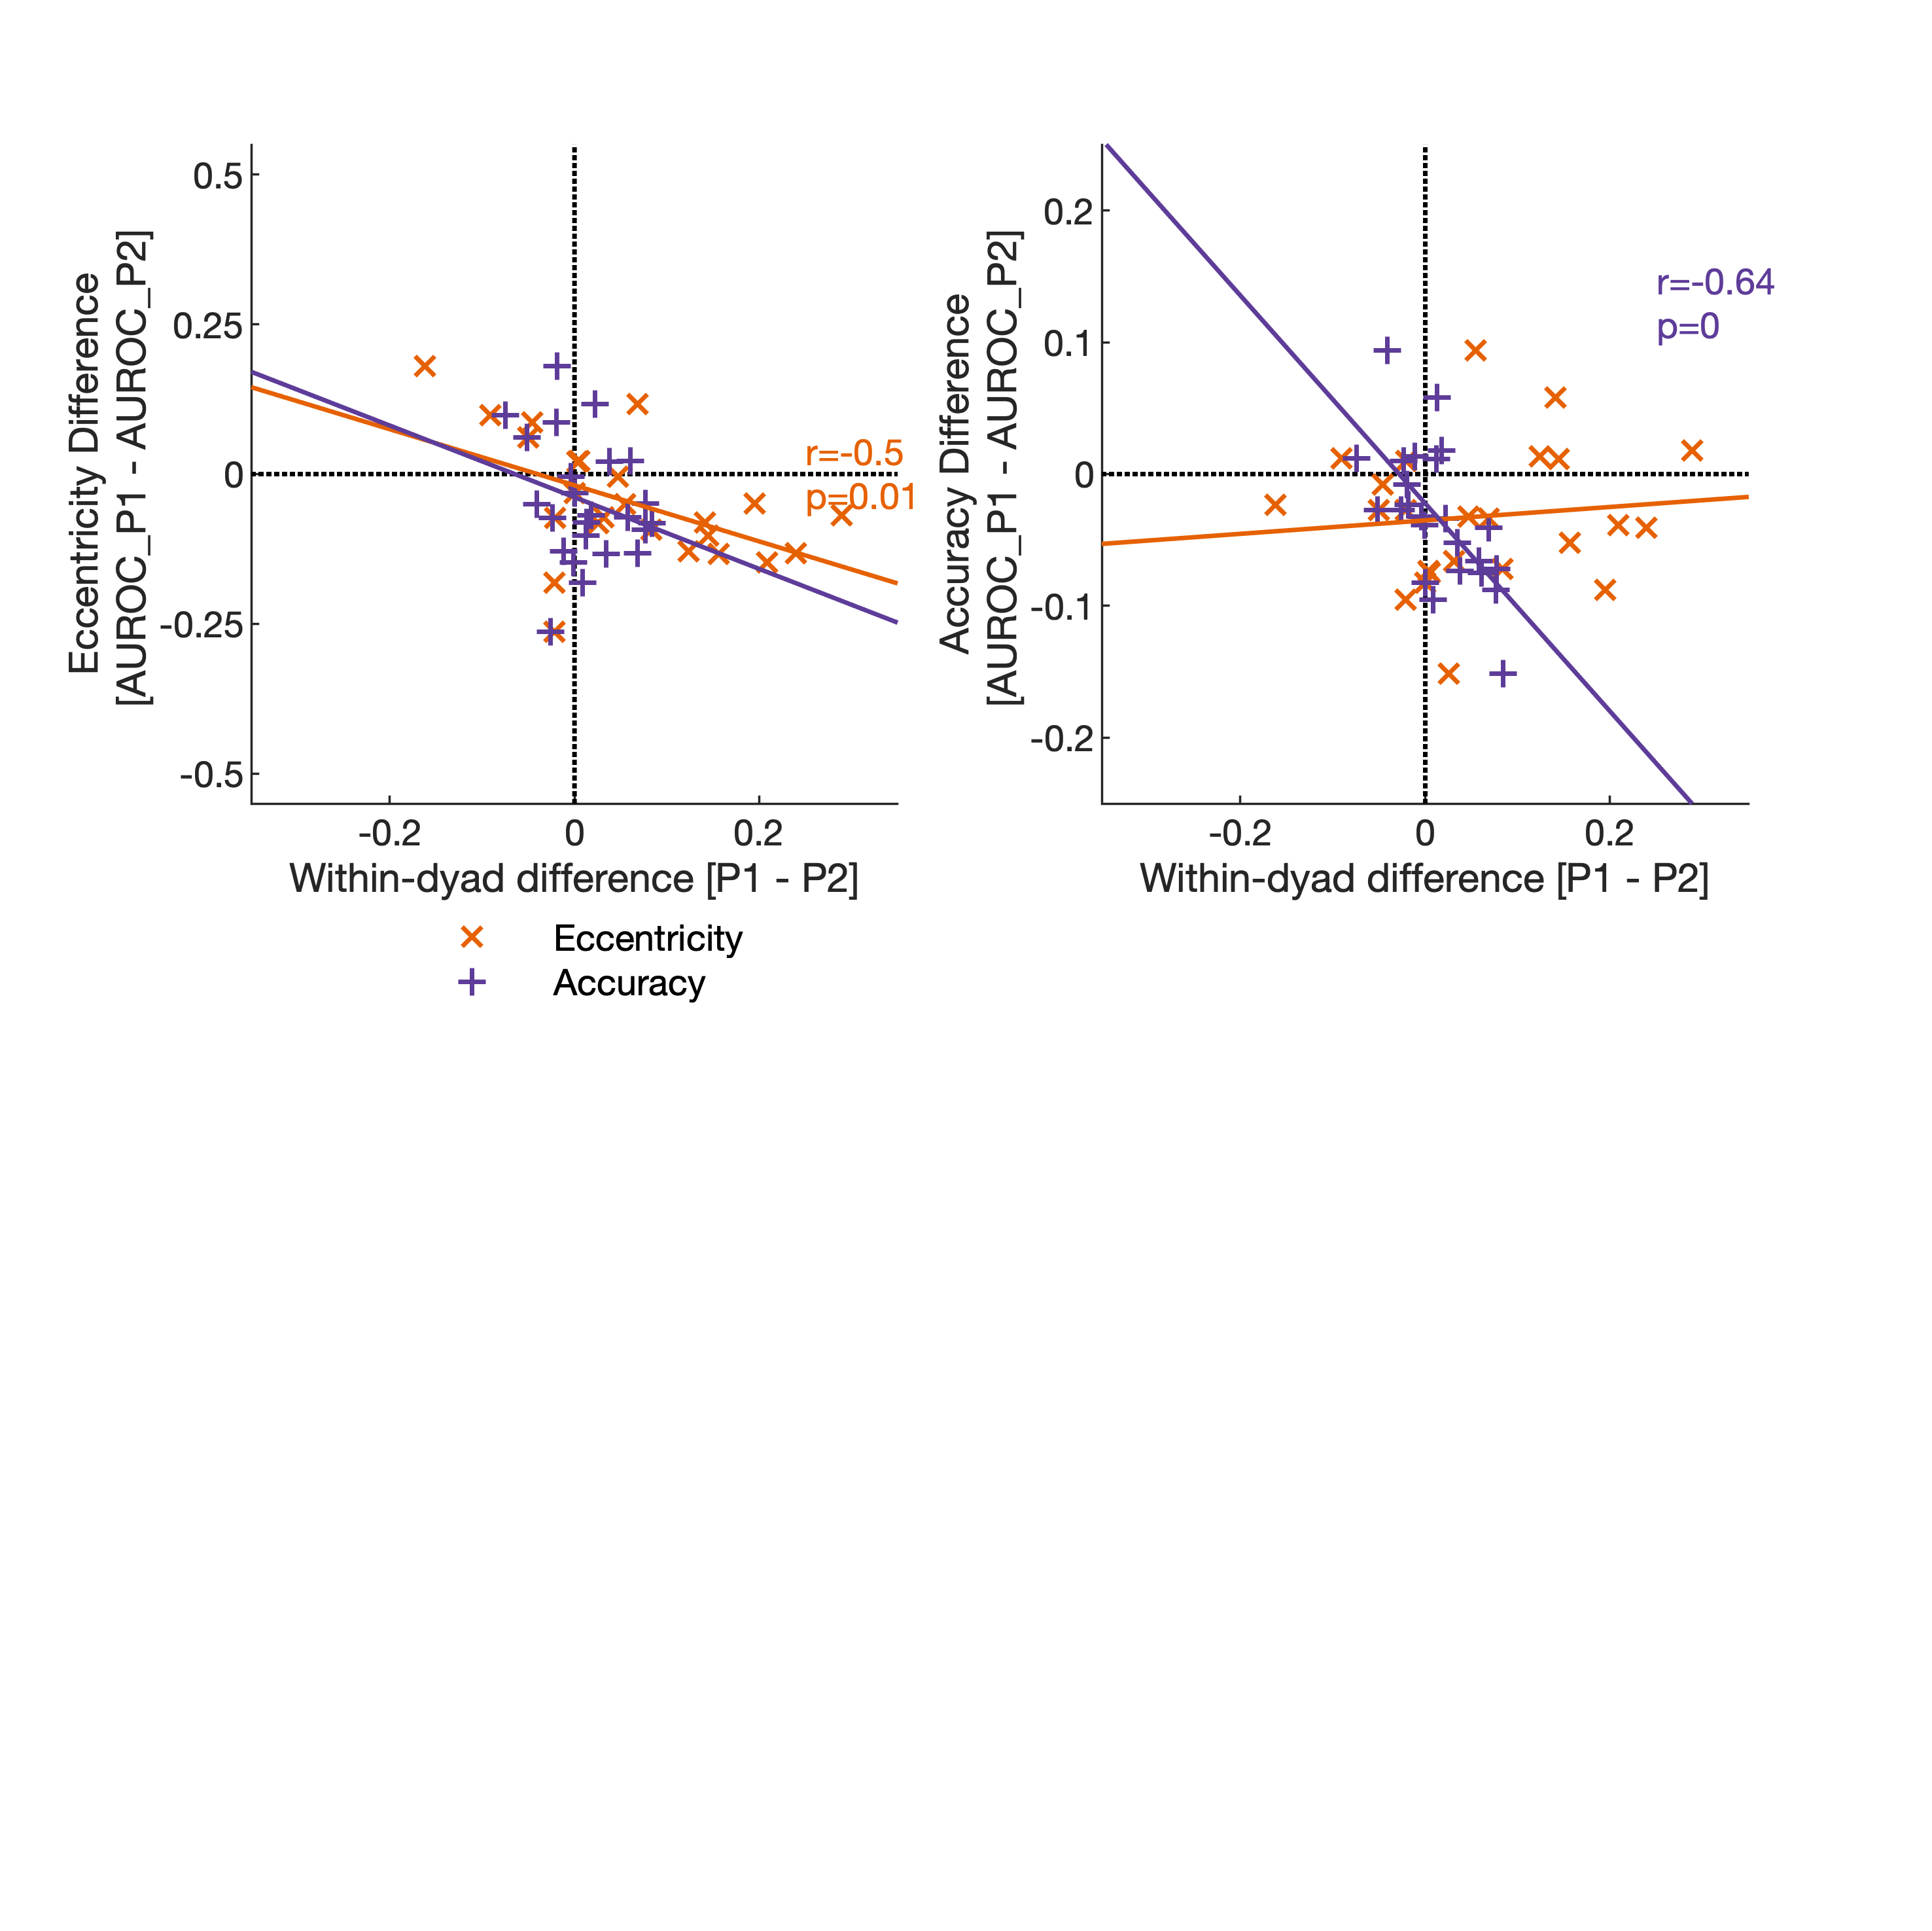 Eccentricity Difference
[AUROC_P1 - AUROC_P2]
0.5
0.25
0
-0.25
-0.5
r=-0.5
p=0.01
-0.2
0
0.2
Within-dyad difference [P1 - P2]
Eccentricity
Accuracy
Accuracy Difference
[AUROC_P1 - AUROC_P2]
0.2
0.1
0
-0.1
-0.2
r=-0.64
p=0
-0.2
0
0.2
Within-dyad difference [P1 - P2]